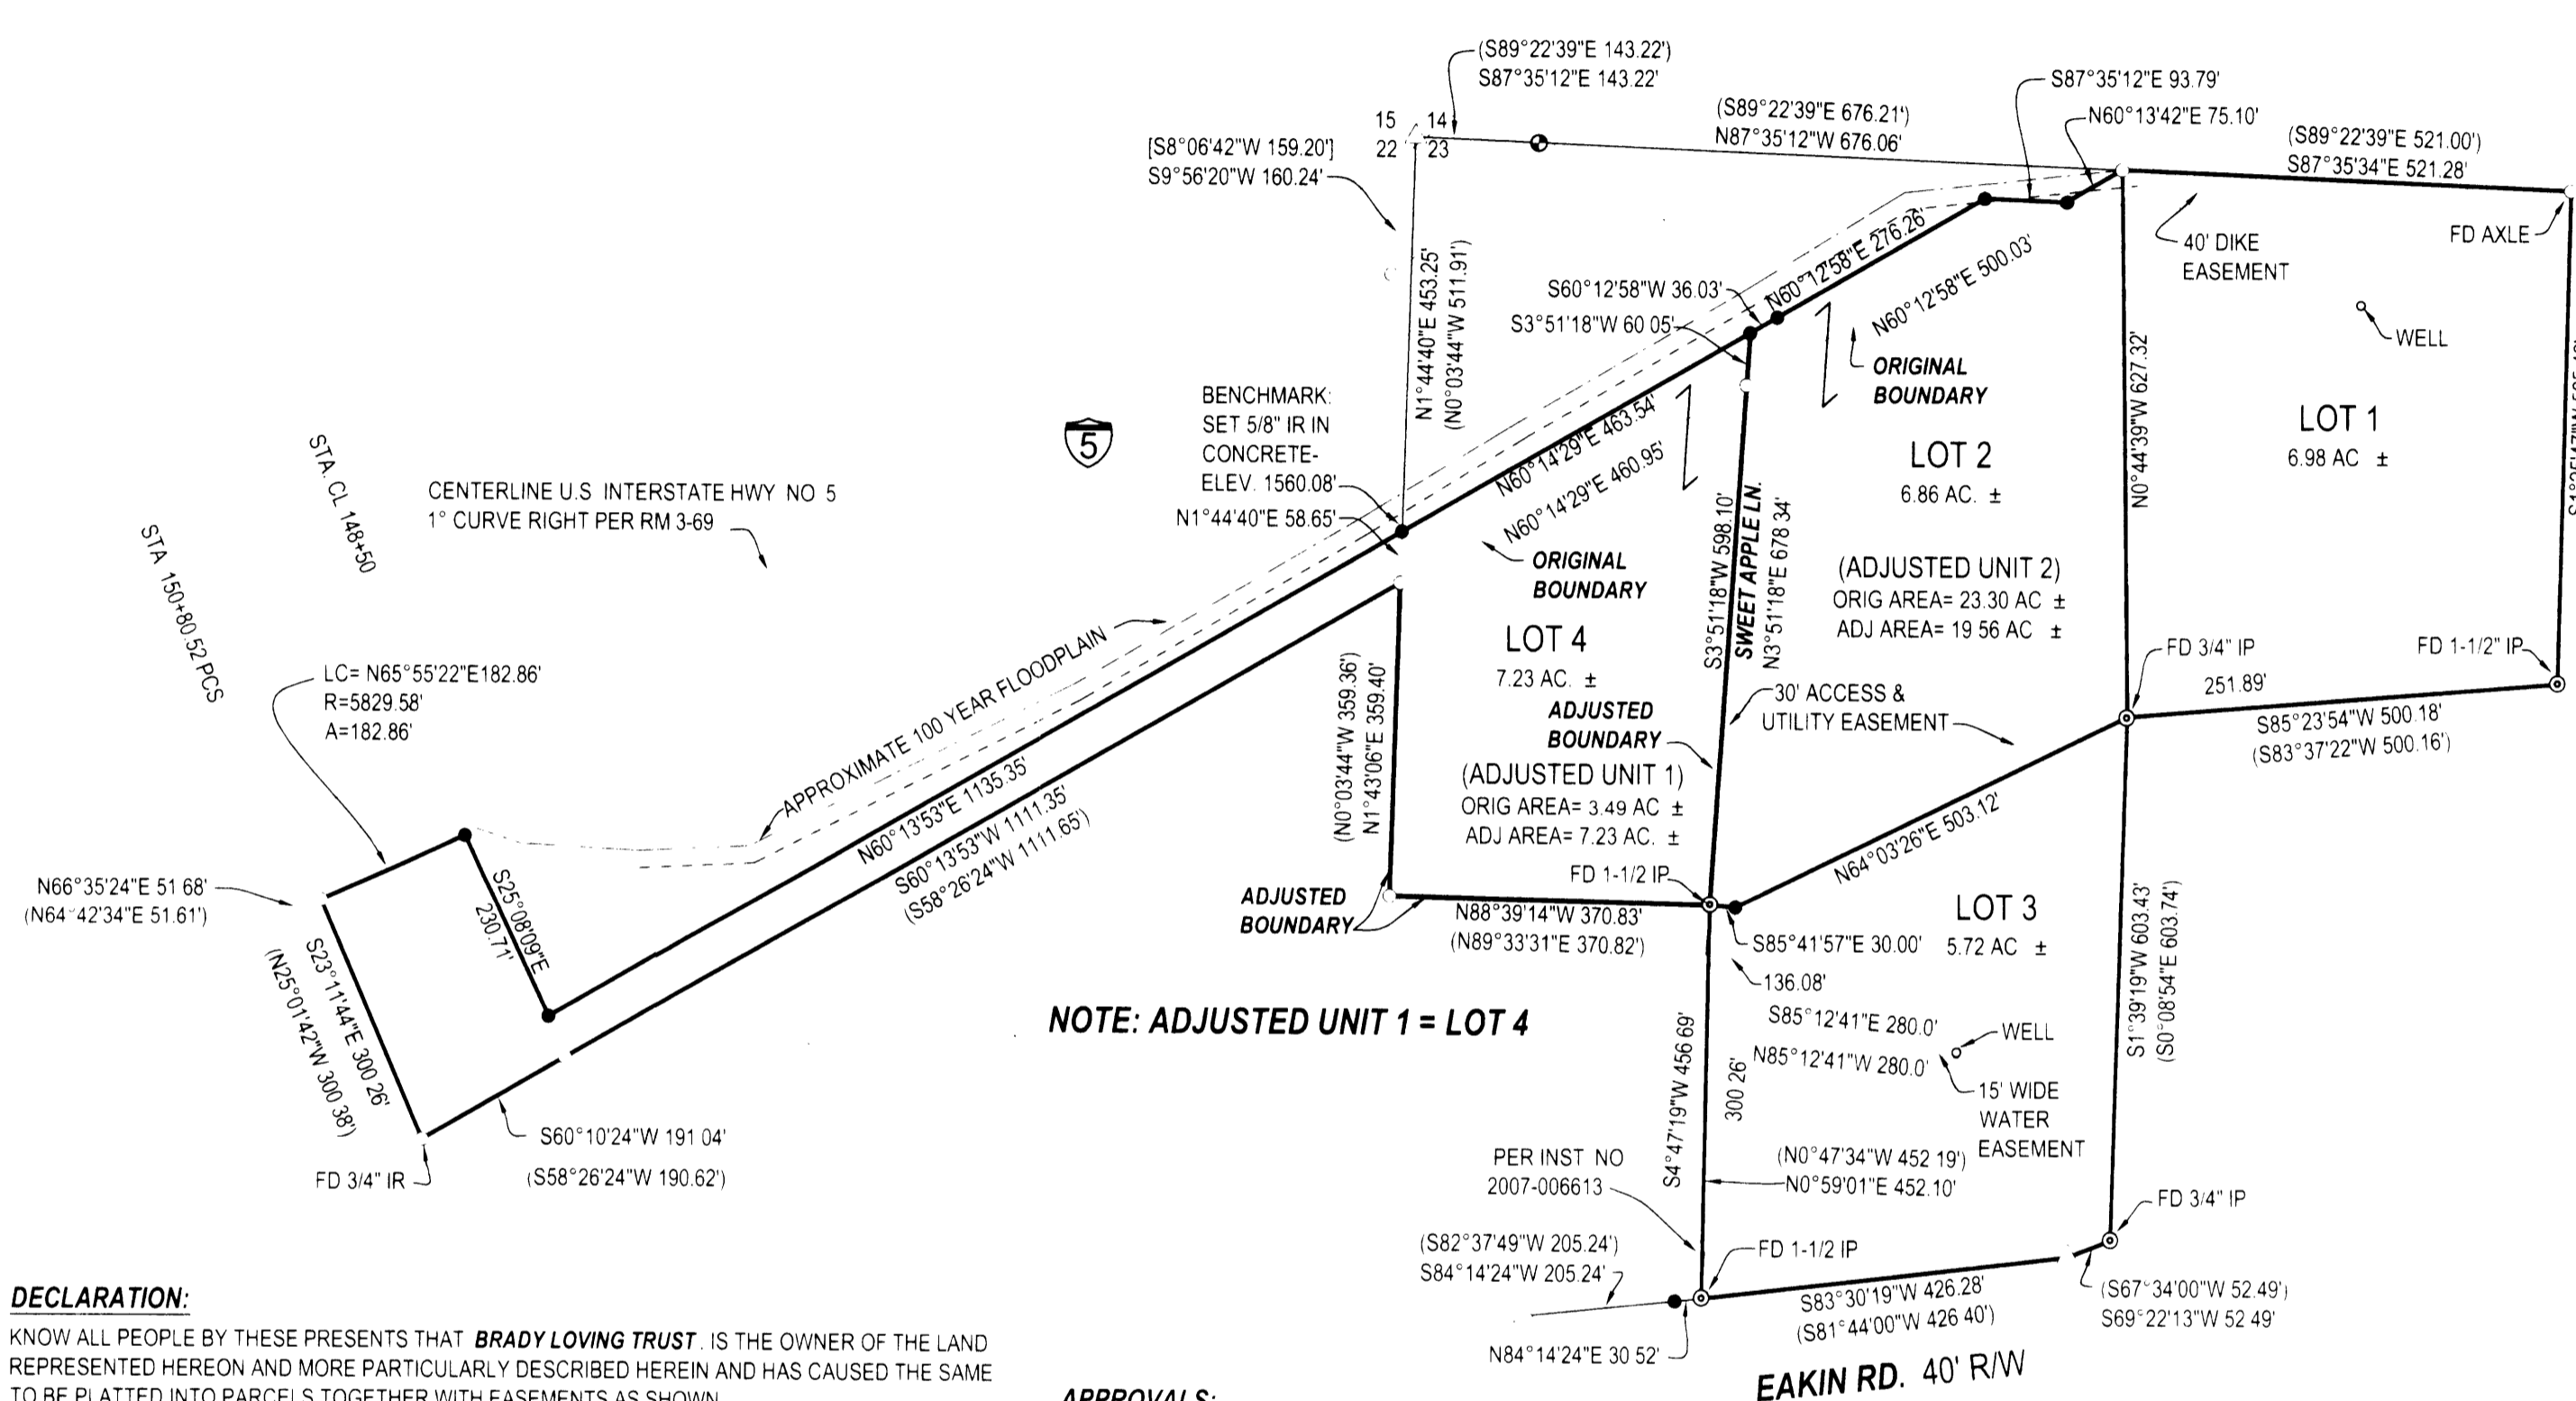 (S89°22'39"E 143.22')
S87°35'12"E 143.22'
S87°35'12"E 93.79'
N60°13'42"E 75.10'
(S89°22'39"E 676.21')
N87°35'12"W 676.06'
(S89°22'39"E 521.00')
S87°35'34"E 521.28'
15 14
22 23
[S8°06'42"W 159.20']
S9°56'20"W 160.24'
FD AXLE
40' DIKE
EASEMENT
N1°44'40"E 453.25'
(N0°03'44"W 511.91')
S60°12'58"W 36.03'
S3°51'18"W 60 05'
N60°12'58"E 276.26'
N60°12'58"E 500.03'
ORIGINAL
BOUNDARY
WELL
N0°44'39"W 627.32'
LOT 1
6.98 AC ±
BENCHMARK:
SET 5/8" IR IN
CONCRETE-
ELEV. 1560.08'
N1°44'40"E 58.65'
5
CENTERLINE U.S INTERSTATE HWY NO 5
1° CURVE RIGHT PER RM 3-69
STA. CL 148+50
STA 150+80.52 PCS
N60°14'29"E 463.54'
N60°14'29"E 460.95'
ORIGINAL
BOUNDARY
LOT 2
6.86 AC. ±
(ADJUSTED UNIT 2)
ORIG AREA= 23.30 AC ±
ADJ AREA= 19 56 AC ±
S3°51'18"W 598.10'
SWEET APPLE LN.
N3°51'18"E 678 34'
LOT 4
7.23 AC. ±
ADJUSTED
BOUNDARY
(ADJUSTED UNIT 1)
ORIG AREA= 3.49 AC ±
ADJ AREA= 7.23 AC. ±
FD 1-1/2 IP
30' ACCESS &
UTILITY EASEMENT
FD 3/4" IP
251.89'
FD 1-1/2" IP
S85°23'54"W 500.18'
(S83°37'22"W 500.16')
LC= N65°55'22"E182.86'
R=5829.58'
A=182.86'
APPROXIMATE 100 YEAR FLOODPLAIN
N60°13'53"E 1135.35'
S60°13'53"W 1111.35'
(S58°26'24"W 1111.65')
(N0°03'44"W 359.36')
N1°43'06"E 359.40'
N66°35'24"E 51 68'
(N64°42'34"E 51.61')
S25°08'09"E
230.71'
S23°11'44"E 300 26'
(N25°01'42"W 300 38')
ADJUSTED
BOUNDARY
N88°39'14"W 370.83'
(N89°33'31"E 370.82')
N64°03'26"E 503.12'
LOT 3
5.72 AC ±
S85°41'57"E 30.00'
136.08'
NOTE: ADJUSTED UNIT 1 = LOT 4
S85°12'41"E 280.0'
N85°12'41"W 280.0'
WELL
15' WIDE
WATER
EASEMENT
S4°47'19"W 456 69'
300 26'
S1°39'19"W 603.43'
(S0°08'54"E 603.74')
S60°10'24"W 191 04'
(S58°26'24"W 190.62')
FD 3/4" IR
PER INST NO
2007-006613
(N0°47'34"W 452 19')
N0°59'01"E 452.10'
FD 3/4" IP
(S82°37'49"W 205.24')
S84°14'24"W 205.24'
FD 1-1/2 IP
S83°30'19"W 426.28'
(S81°44'00"W 426 40')
(S67°34'00"W 52.49')
S69°22'13"W 52 49'
N84°14'24"E 30 52'
EAKIN RD. 40' R/W
DECLARATION:
KNOW ALL PEOPLE BY THESE PRESENTS THAT BRADY LOVING TRUST. IS THE OWNER OF THE LAND
REPRESENTED HEREON AND MORE PARTICULARLY DESCRIBED HEREIN AND HAS CAUSED THE SAME
TO BE PLATTED INTO PARCELS TOGETHER WITH EASEMENTS AS SHOWN
APPROVALS: